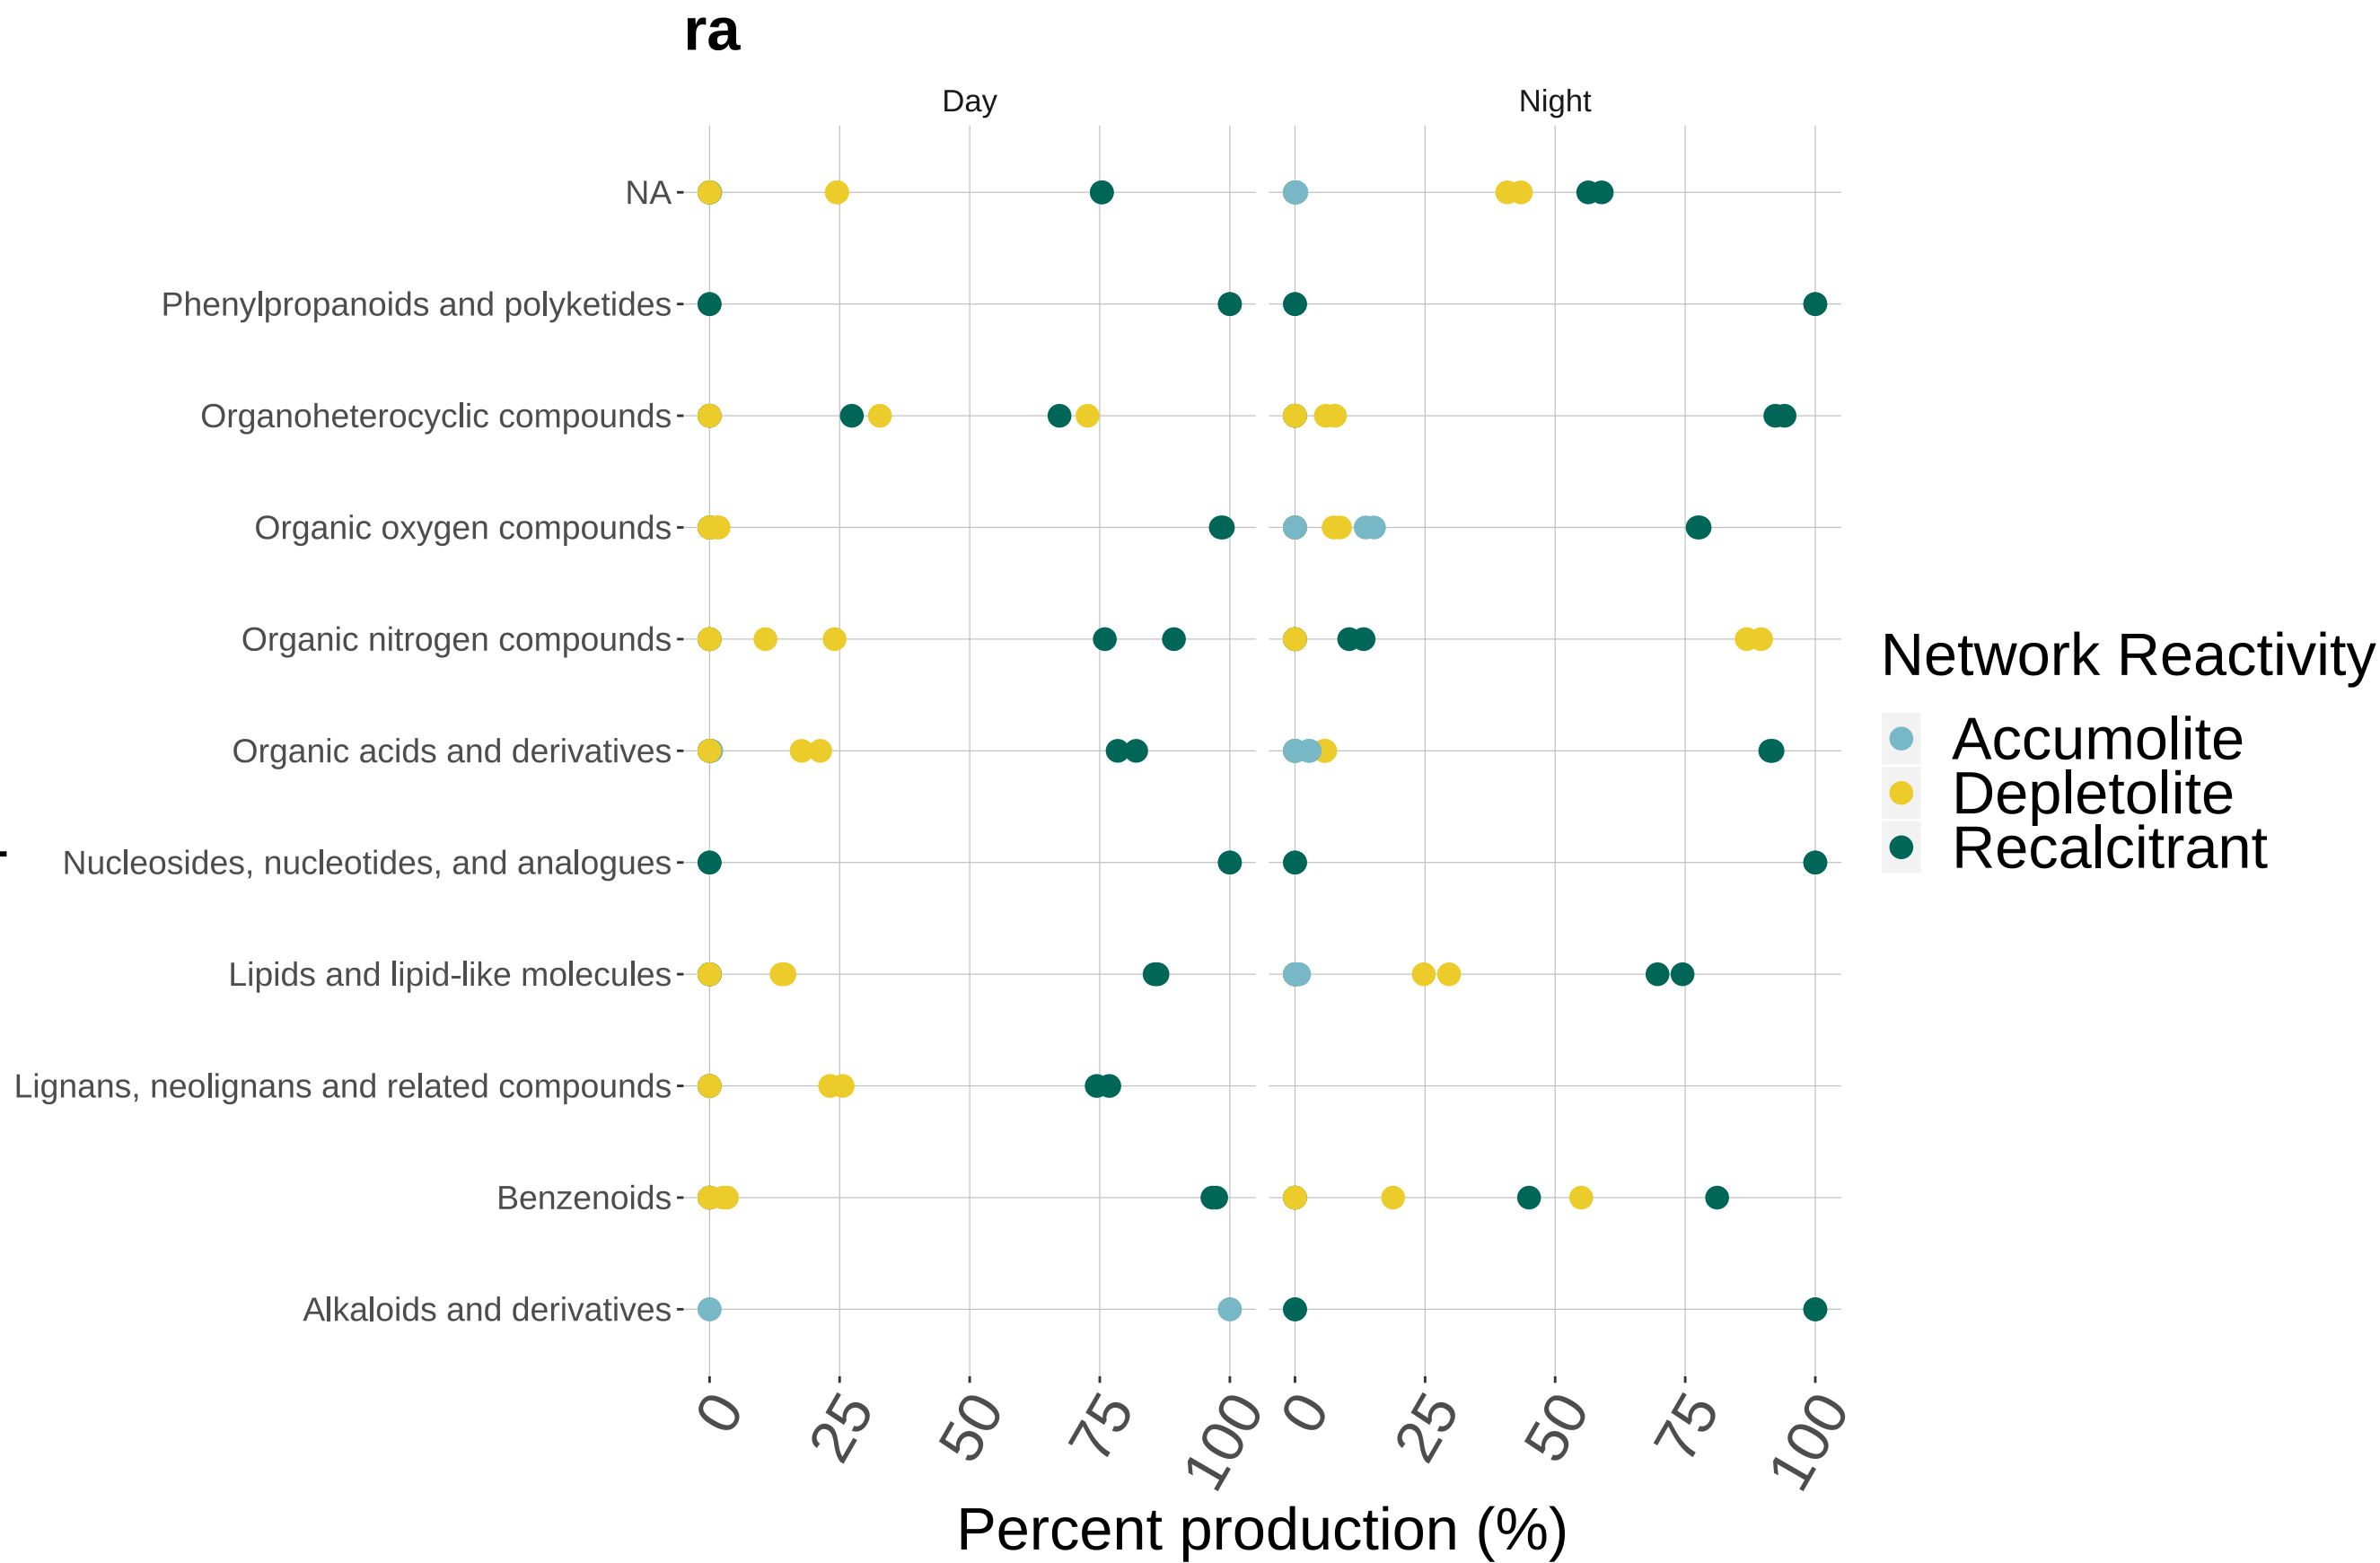 ra
Day Night
NA
Phenylpropanoids and polyketides
Organoheterocyclic compounds
Organic oxygen compounds
Organic nitrogen compounds
Organic acids and derivatives
Nucleosides, nucleotides, and analogues
Lipids and lipid-like molecules
Lignans, neolignans and related compounds
Benzenoids
Alkaloids and derivatives
0 25 50 75 100 0 25 50 75 100
Percent production (%)
Network Reactivity
Accumolite
Depletolite
Recalcitrant